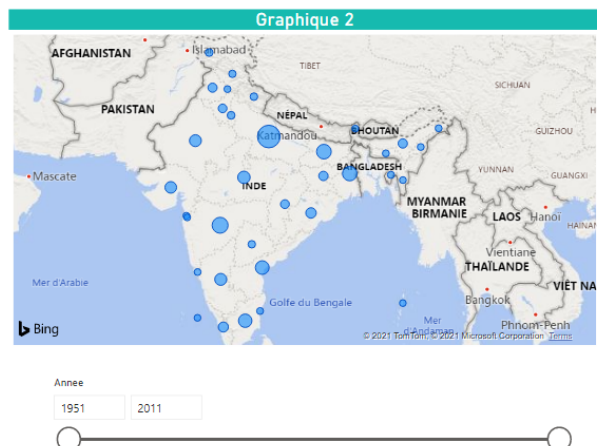 Graphique 2
AFGHANISTAN
Islamabad
TIBET
SICHUAN
PAKISTAN
NÉPAL
Katmandou
BHOUTAN
GUIZHOU
BANGLADESH
YUNNAN
GUANGXI
Mascate
INDE
MYANMAR
BIRMANIE
LAOS
Hanoï
HAINAN
Vientiane
THAÏLANDE
VIÊT NA
Mer d'Arabie
Golfe du Bengale
Bangkok
Mer
d'Andaman
Phnom-Penh
Bing
© 2021 TomTom, © 2021 Microsoft Corporation Terms
Annee
1951 2011